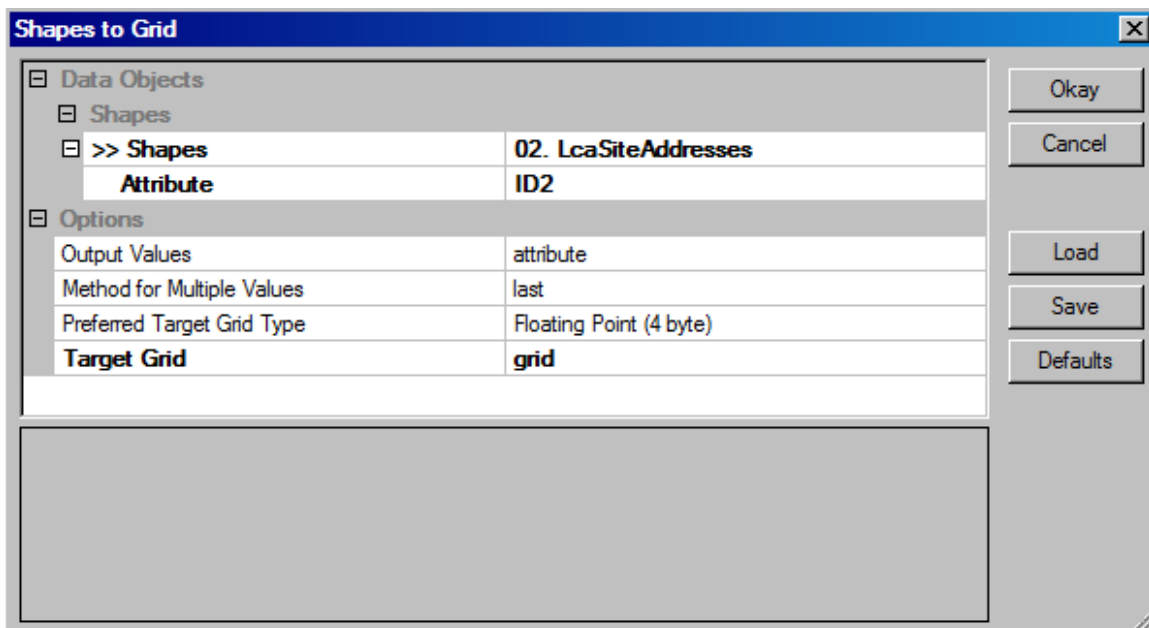 Shapes to Grid
Data Objects
Shapes
>> Shapes 02. LcaSiteAddresses
Attribute ID2
Options
Output Values attribute
Method for Multiple Values last
Preferred Target Grid Type Floating Point (4 byte)
Target Grid grid
Okay
Cancel
Load
Save
Defaults